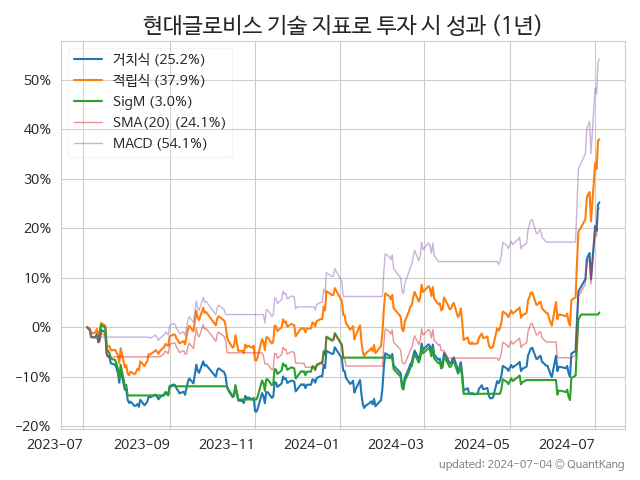 현대글로비스 기술 지표로 투자 시 성과 (1년)
거치식 (25.2%)
적립식 (37.9%)
SigM (3.0%)
SMA(20) (24.1%)
MACD (54.1%)
50%
40%
30%
20%
10%
0%
−10%
−20%
2023−07 2023−09 2023−11 2024−01 2024−03 2024−05 2024−07
updated: 2024-07-04 © QuantKang